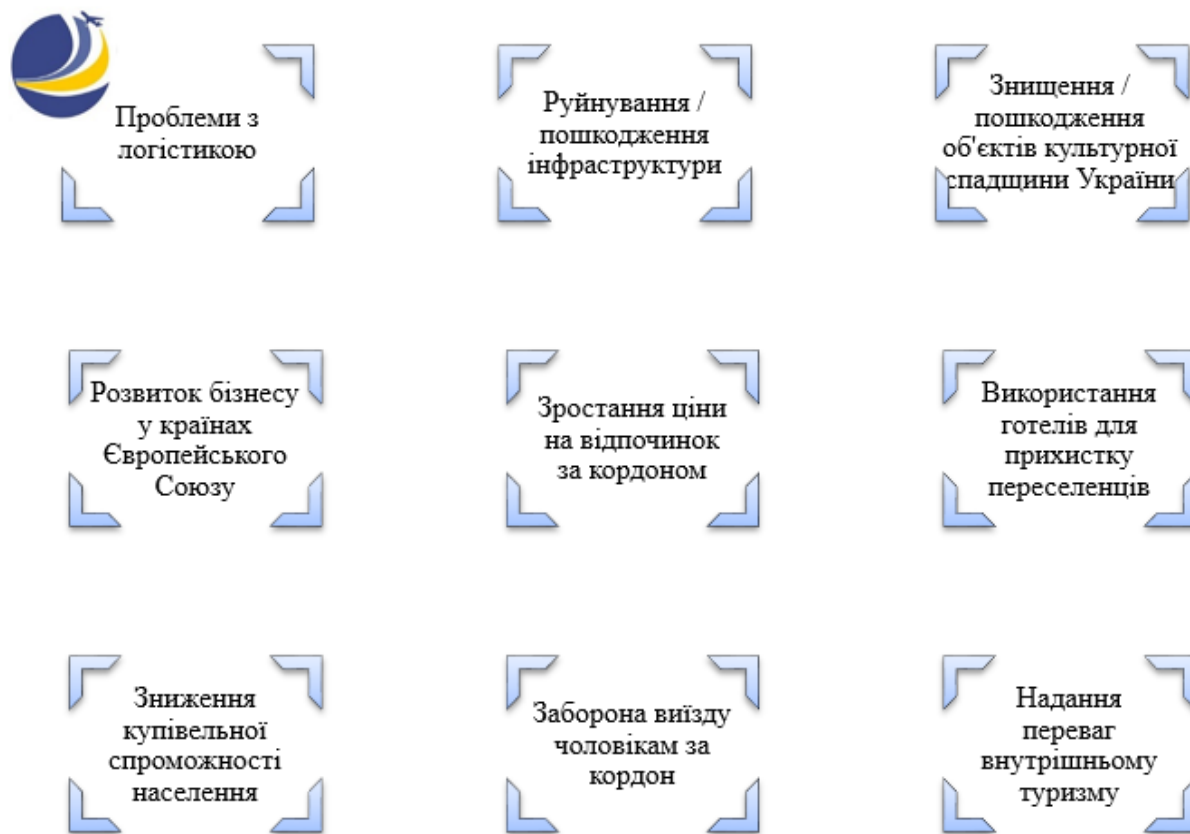 Проблеми з
логістикою
Руйнування /
пошкодження
інфраструктури
Знищення /
пошкодження
об'єктів культурної
спадщини України
Розвиток бізнесу
у країнах
Європейського
Союзу
Зростання ціни
на відпочинок
за кордоном
Використання
готелів для
прихистку
переселенців
Зниження
купівельної
спроможності
населення
Заборона виїзду
чоловікам за
кордон
Надання
переваг
внутрішньому
туризму